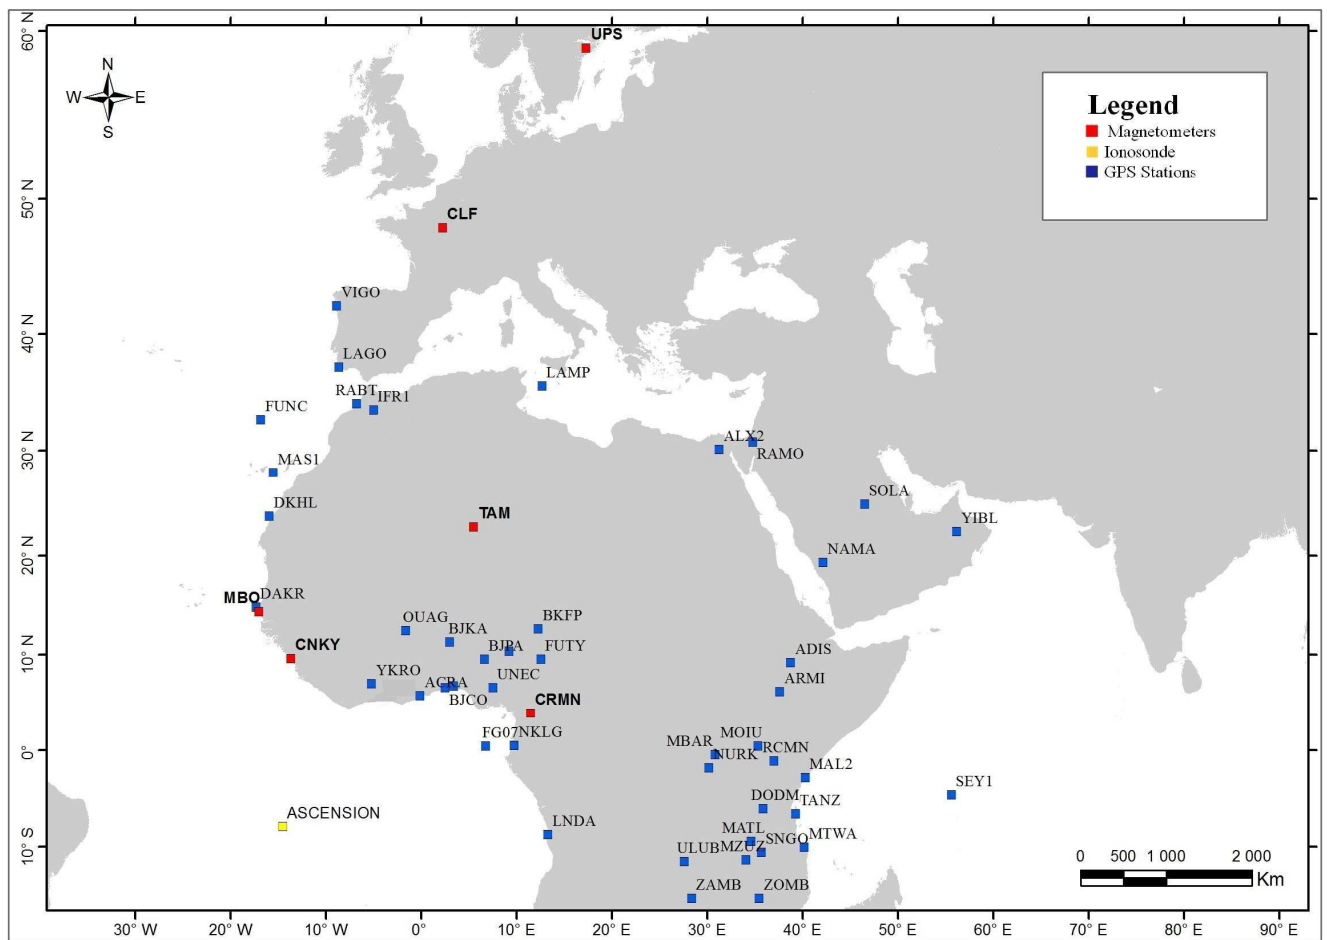 60° N
UPS
N
W E
S
Legend
Magnetometers
Ionosonde
GPS Stations
50° N
CLF
VIGO
40° N
LAGO
LAMP
RABT
IFR1
FUNC
ALX2
30° N
RAMO
MAS1
SOLA
DKHL
TAM
YIBL
NAMA
20° N
MBO
DAKR
OUAG
BKFP
BJKA
CNKY
BJPA
FUTY
ADIS
10° N
YKRO
ACRA
UNEC
ARMI
BJCO
CRMN
FG07
NKLG
MOIU
MBAR
RCMN
0°
NURK
MAL2
SEY1
DODM
TANZ
ASCENSION
LNDA
MATL
SNGO
MTWA
ULUB
MZUZ
10° S
0 500 1 000 2 000
Km
ZAMB
ZOMB
30° W 20° W 10° W 0° 10° E 20° E 30° E 40° E 50° E 60° E 70° E 80° E 90° E